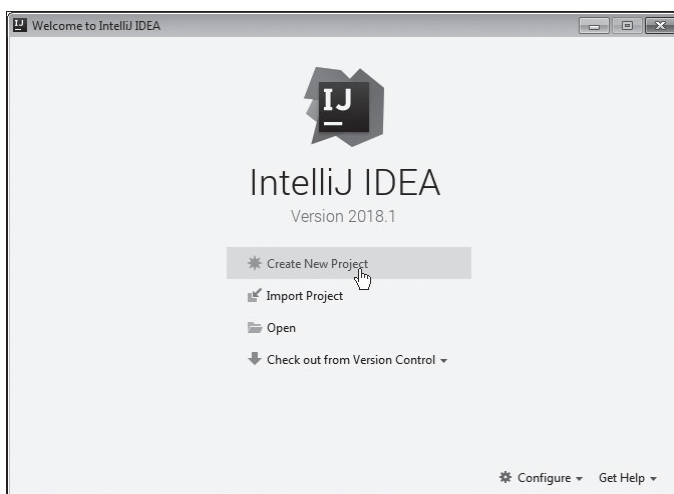 Welcome to IntelliJ IDEA
IJ
IntelliJ IDEA
Version 2018.1
Create New Project
Import Project
Open
Check out from Version Control
Configure Get Help